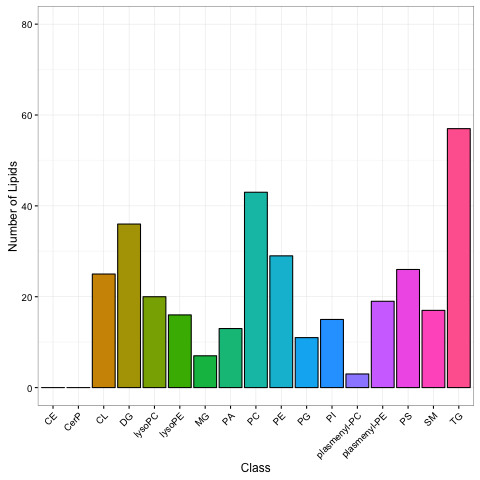 Number of Lipids
80
60
40
20
0
CE
CerP
CL
DG
lysoPC
lysoPE
MG
PA
PC
PE
PG
PI
plasmenyl-PC
plasmenyl-PE
PS
SM
TG
Class